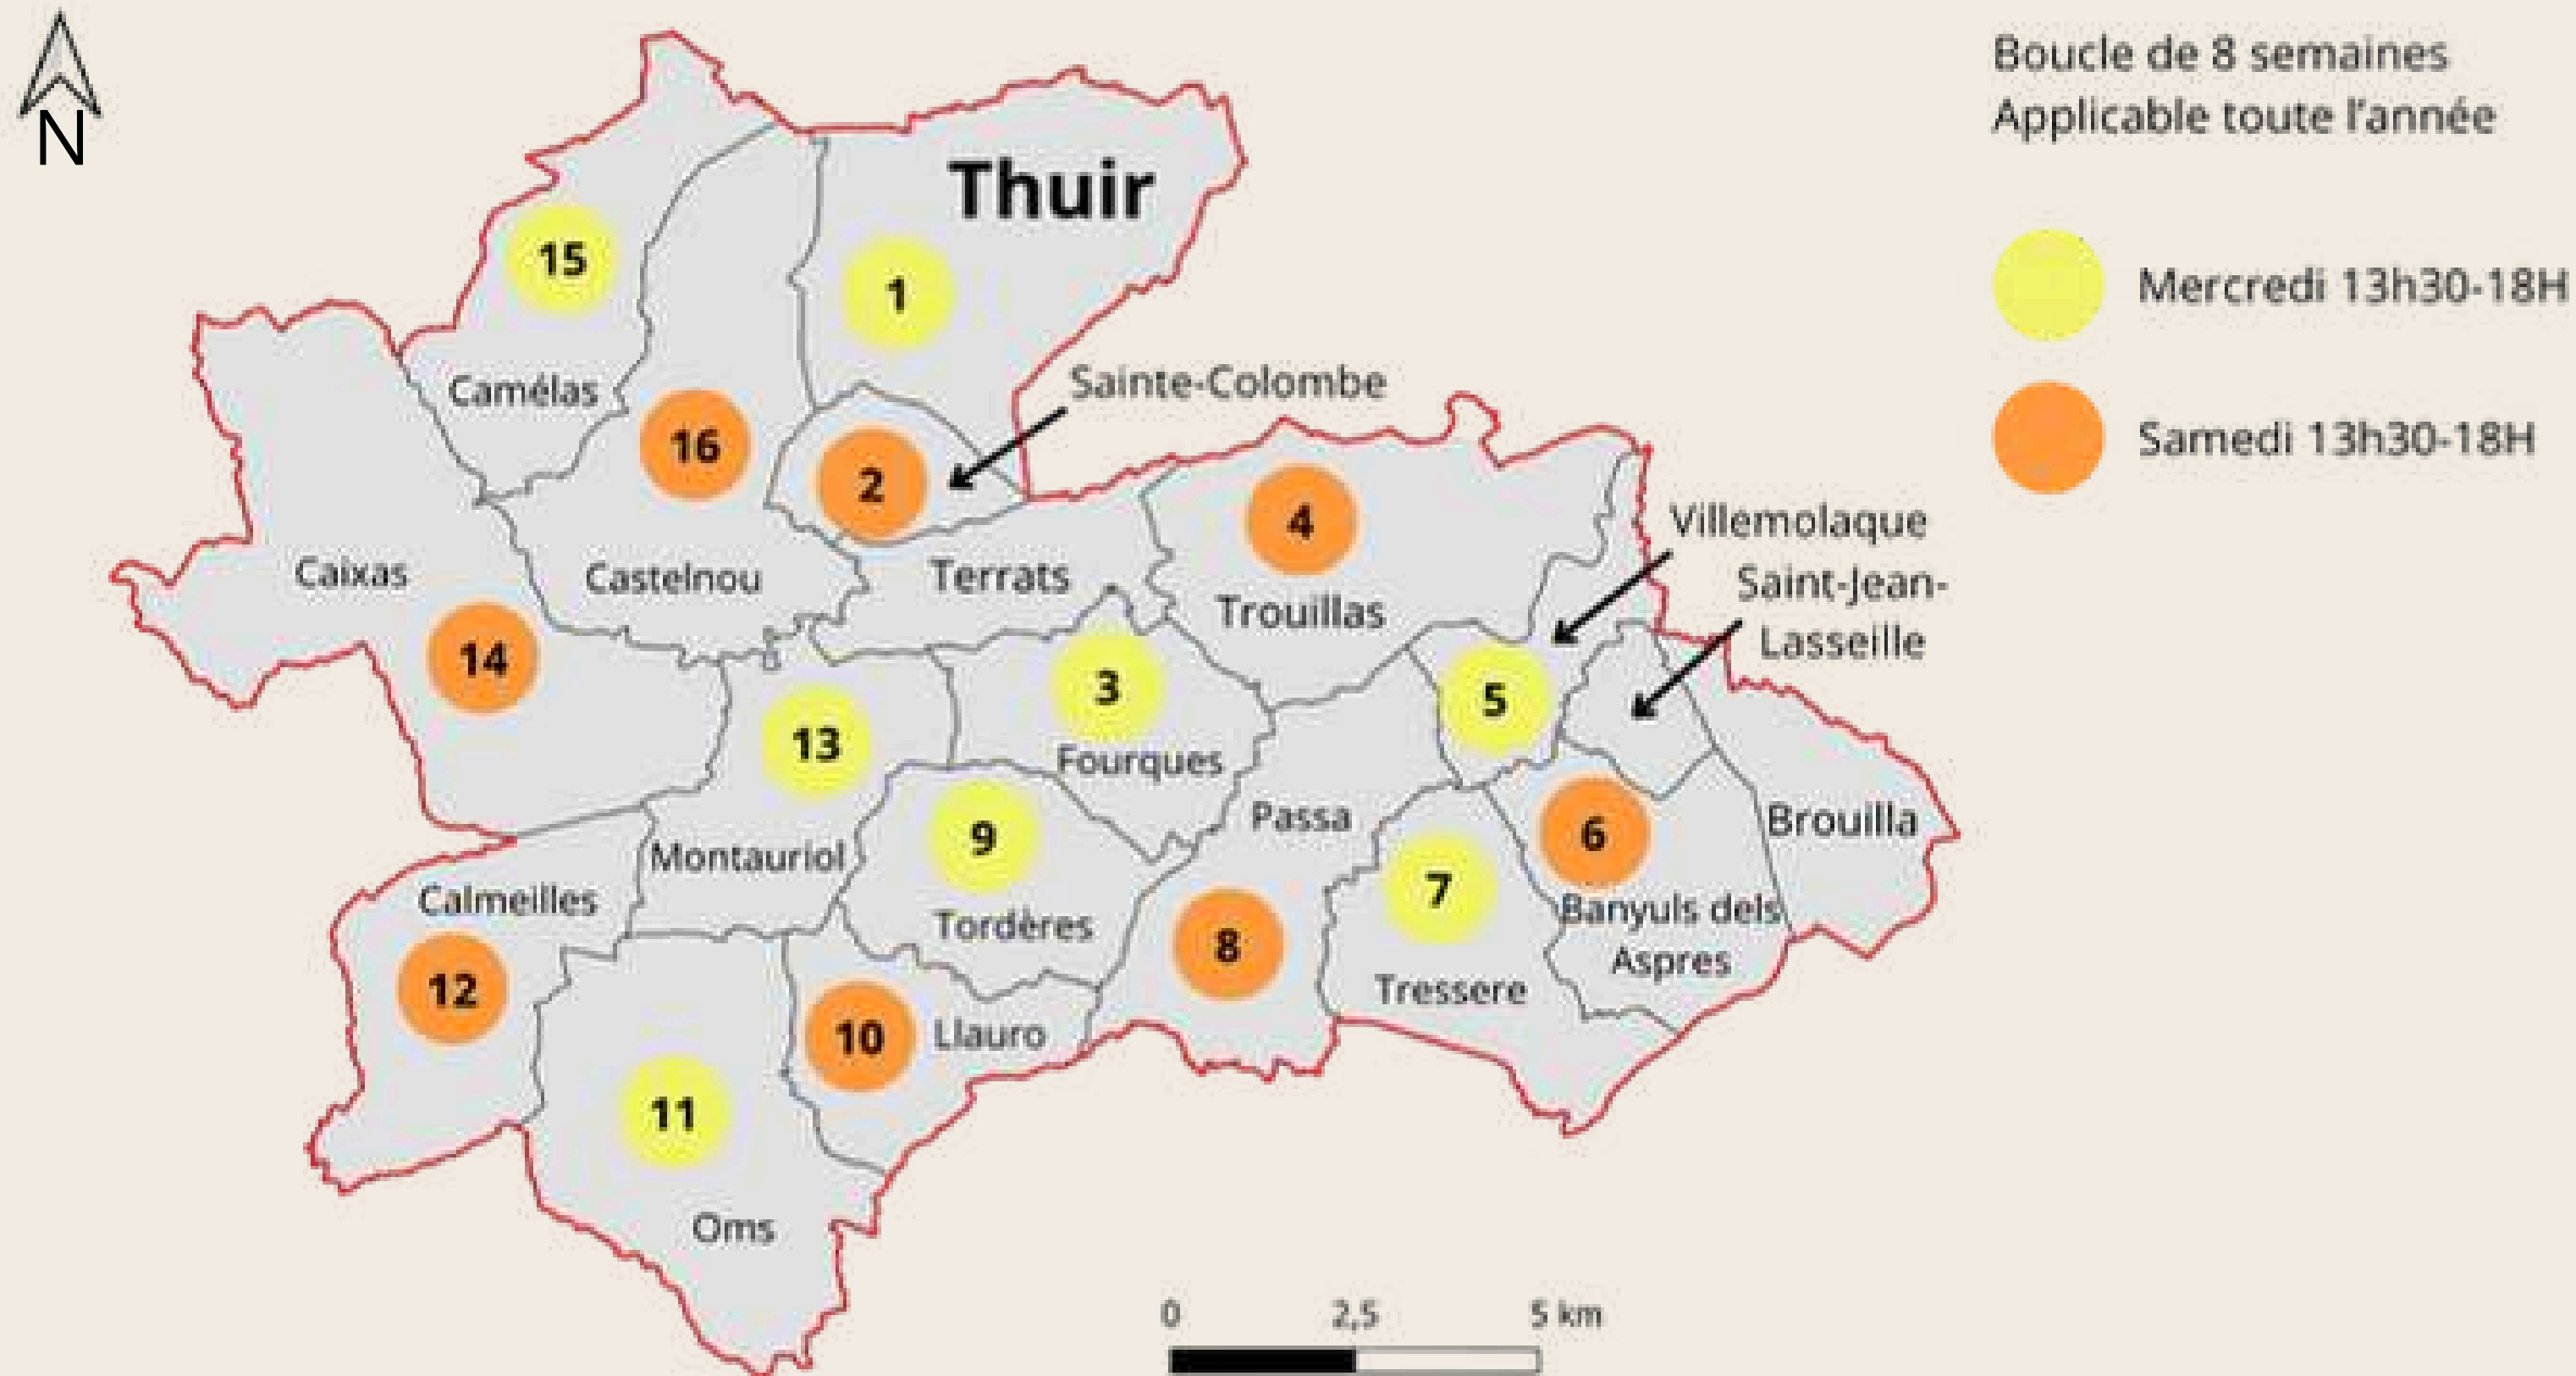 N
Boucle de 8 semaines
Applicable toute l'année
Mercredi 13h30-18H
Samedi 13h30-18H
Thuir
15
1
Camélas
Sainte-Colombe
16
2
4
Villemolaque
Caixas
Castelnou
Terrats
Trouillas
Saint-Jean-
Lasseille
14
3
5
13
Fourques
Passa
6
Brouilla
9
Montauriol
7
Calmeilles
Tordères
8
Banyuls dels
Aspres
12
Tressere
10
Llauro
11
Oms
0
2,5
5 km